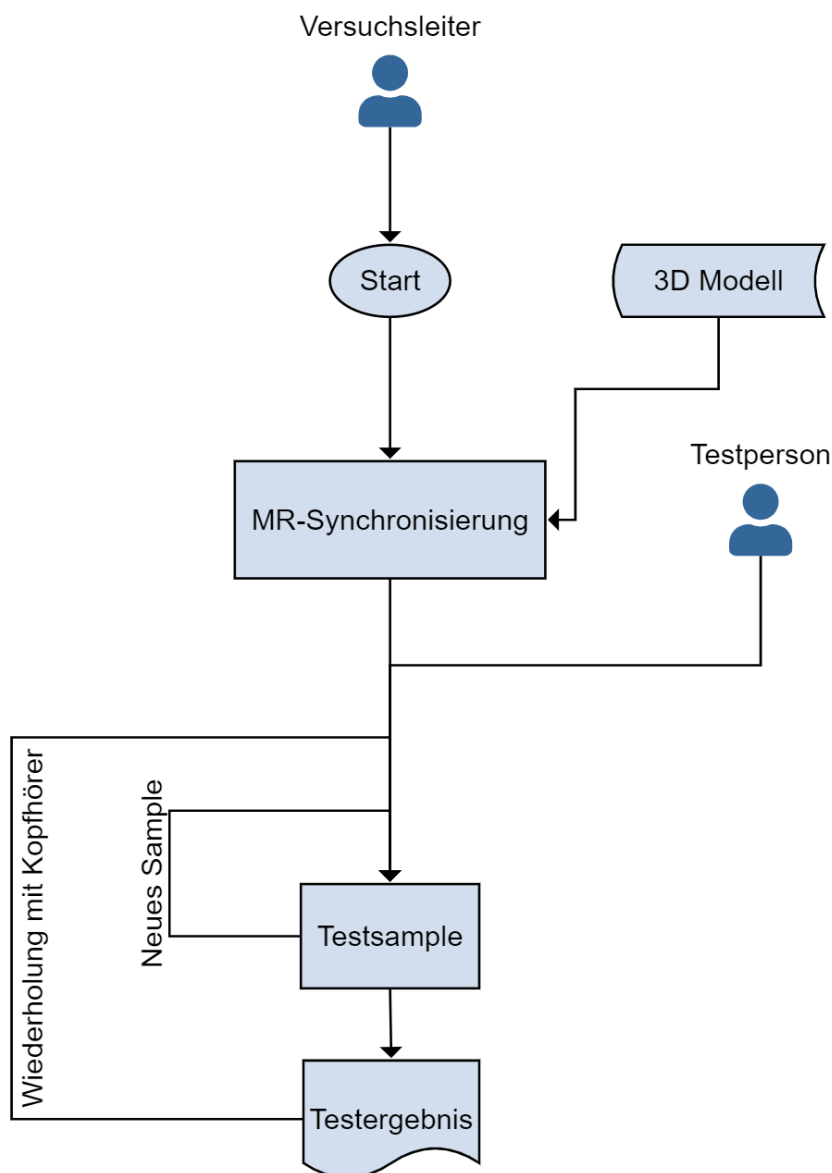 Versuchsleiter
Start
3D Modell
Testperson
MR-Synchronisierung
Wiederholung mit Kopfhörer
Neues Sample
Testsample
Testergebnis